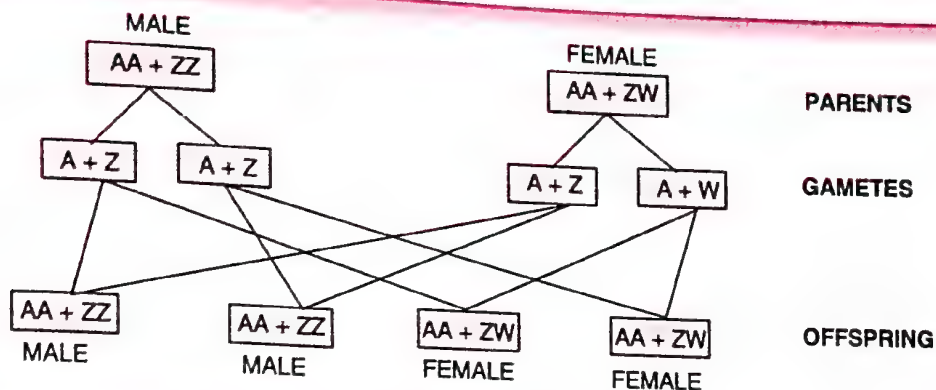 MALE
AA + ZZ
FEMALE
AA + ZW
PARENTS
A + Z
A + Z
A + Z
A + W
GAMETES
AA + ZZ
AA + ZZ
AA + ZW
AA + ZW
OFFSPRING
MALE
MALE
FEMALE
FEMALE